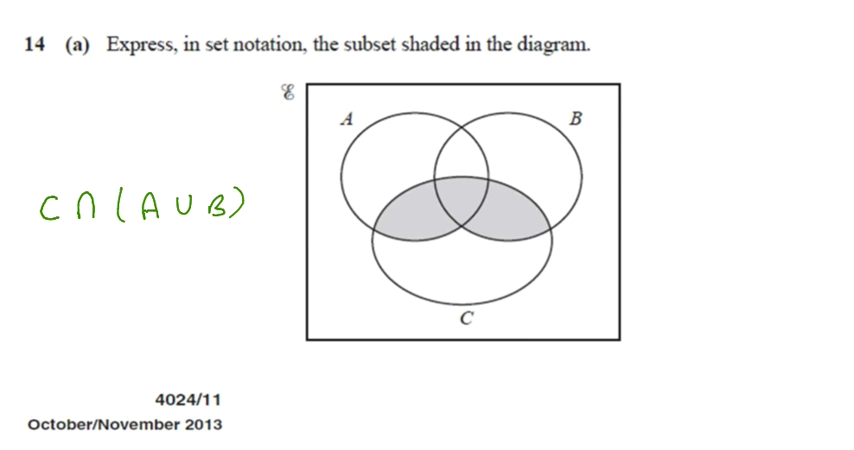 14 (a) Express, in set notation, the subset shaded in the diagram.
ℰ
A
B
C ∩ (A ∪ B)
C
4024/11
October/November 2013